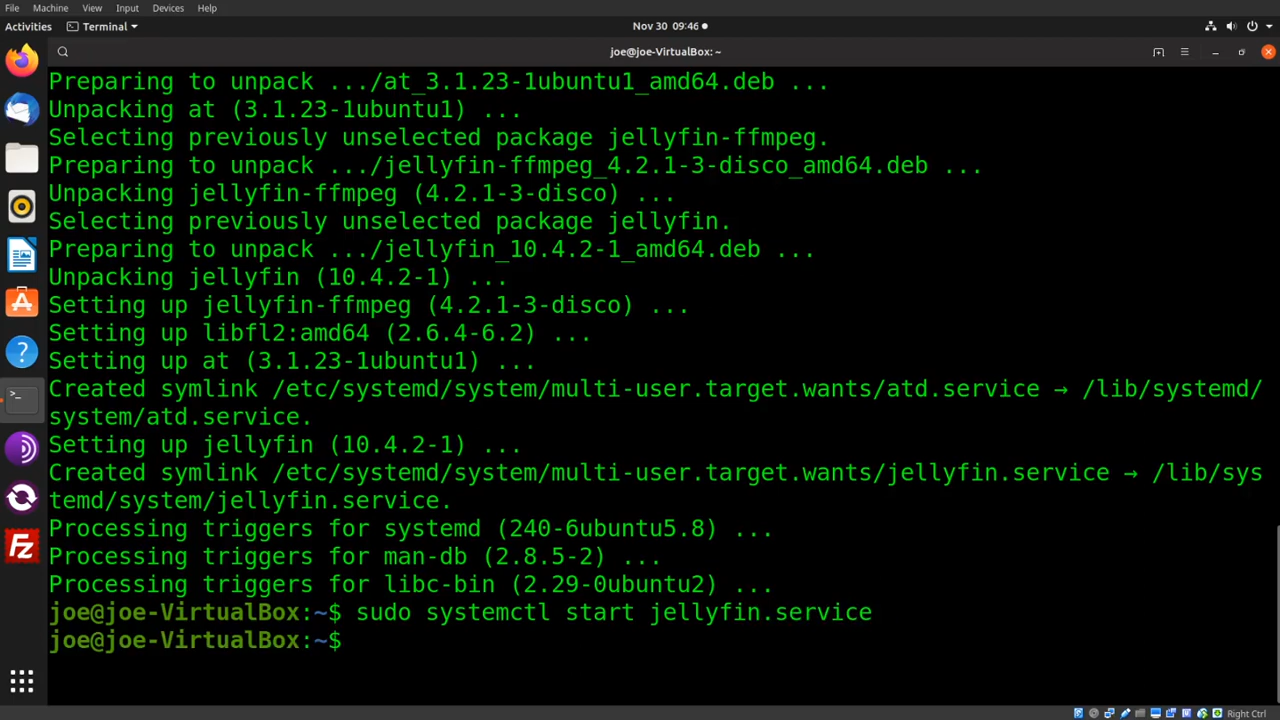 File Machine View Input Devices Help
Activities Terminal Nov 30 09:46
joe@joe-VirtualBox: ~
Preparing to unpack .../at_3.1.23-1ubuntu1_amd64.deb ...
Unpacking at (3.1.23-1ubuntu1) ...
Selecting previously unselected package jellyfin-ffmpeg.
Preparing to unpack .../jellyfin-ffmpeg_4.2.1-3-disco_amd64.deb ...
Unpacking jellyfin-ffmpeg (4.2.1-3-disco) ...
Selecting previously unselected package jellyfin.
Preparing to unpack .../jellyfin_10.4.2-1_amd64.deb ...
Unpacking jellyfin (10.4.2-1) ...
Setting up jellyfin-ffmpeg (4.2.1-3-disco) ...
Setting up libfl2:amd64 (2.6.4-6.2) ...
Setting up at (3.1.23-1ubuntu1) ...
Created symlink /etc/systemd/system/multi-user.target.wants/atd.service → /lib/systemd/
system/atd.service.
Setting up jellyfin (10.4.2-1) ...
Created symlink /etc/systemd/system/multi-user.target.wants/jellyfin.service → /lib/sys
temd/system/jellyfin.service.
Processing triggers for systemd (240-6ubuntu5.8) ...
Processing triggers for man-db (2.8.5-2) ...
Processing triggers for libc-bin (2.29-0ubuntu2) ...
joe@joe-VirtualBox:~$ sudo systemctl start jellyfin.service
joe@joe-VirtualBox:~$
Right Ctrl